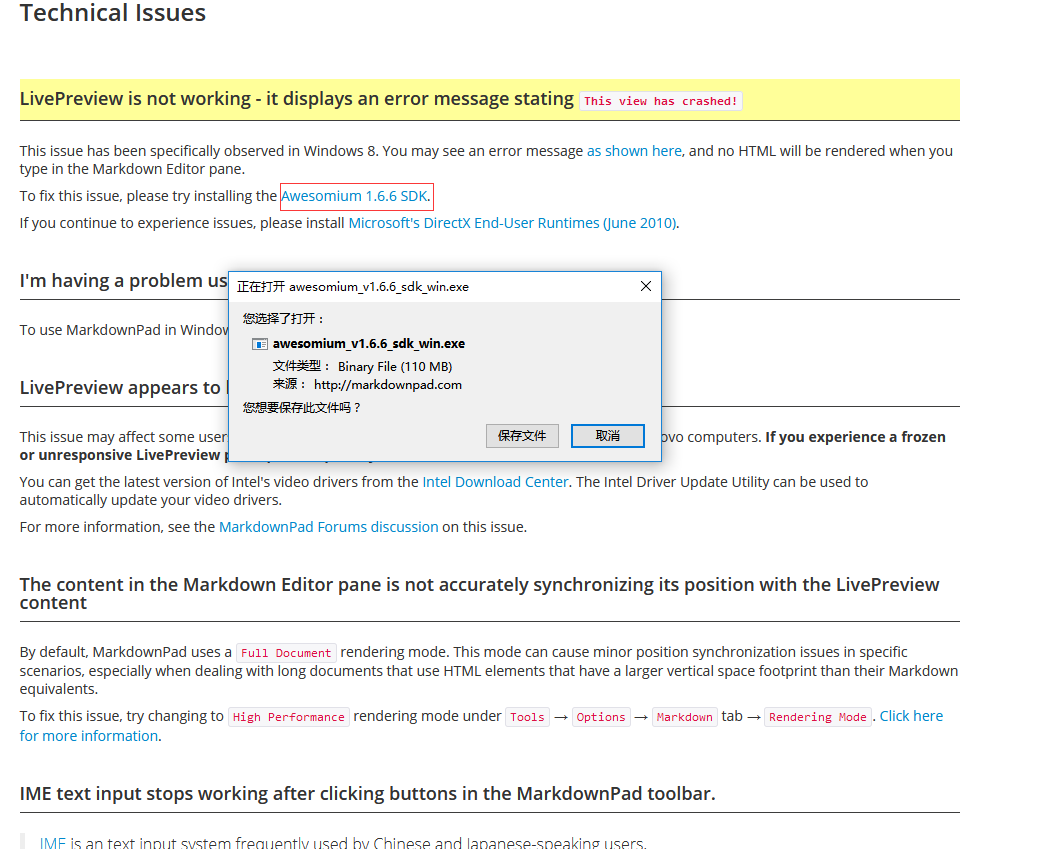 Technical Issues
LivePreview is not working - it displays an error message stating This view has crashed!
This issue has been specifically observed in Windows 8. You may see an error message as shown here, and no HTML will be rendered when you
type in the Markdown Editor pane.
To fix this issue, please try installing the Awesomium 1.6.6 SDK.
If you continue to experience issues, please install Microsoft's DirectX End-User Runtimes (June 2010).
I'm having a problem us
To use MarkdownPad in Window
LivePreview appears to
正在打开 awesomium_v1.6.6_sdk_win.exe
您选择了打开：
awesomium_v1.6.6_sdk_win.exe
文件类型： Binary File (110 MB)
来源： http://markdownpad.com
您想要保存此文件吗？
保存文件 取消
This issue may affect some user ovo computers. If you experience a frozen
or unresponsive LivePreview
You can get the latest version of Intel's video drivers from the Intel Download Center. The Intel Driver Update Utility can be used to
automatically update your video drivers.
For more information, see the MarkdownPad Forums discussion on this issue.
The content in the Markdown Editor pane is not accurately synchronizing its position with the LivePreview
content
By default, MarkdownPad uses a Full Document rendering mode. This mode can cause minor position synchronization issues in specific
scenarios, especially when dealing with long documents that use HTML elements that have a larger vertical space footprint than their Markdown
equivalents.
To fix this issue, try changing to High Performance rendering mode under Tools → Options → Markdown tab → Rendering Mode. Click here
for more information.
IME text input stops working after clicking buttons in the MarkdownPad toolbar.
IME is an text input system frequently used by Chinese and Japanese-speaking users.